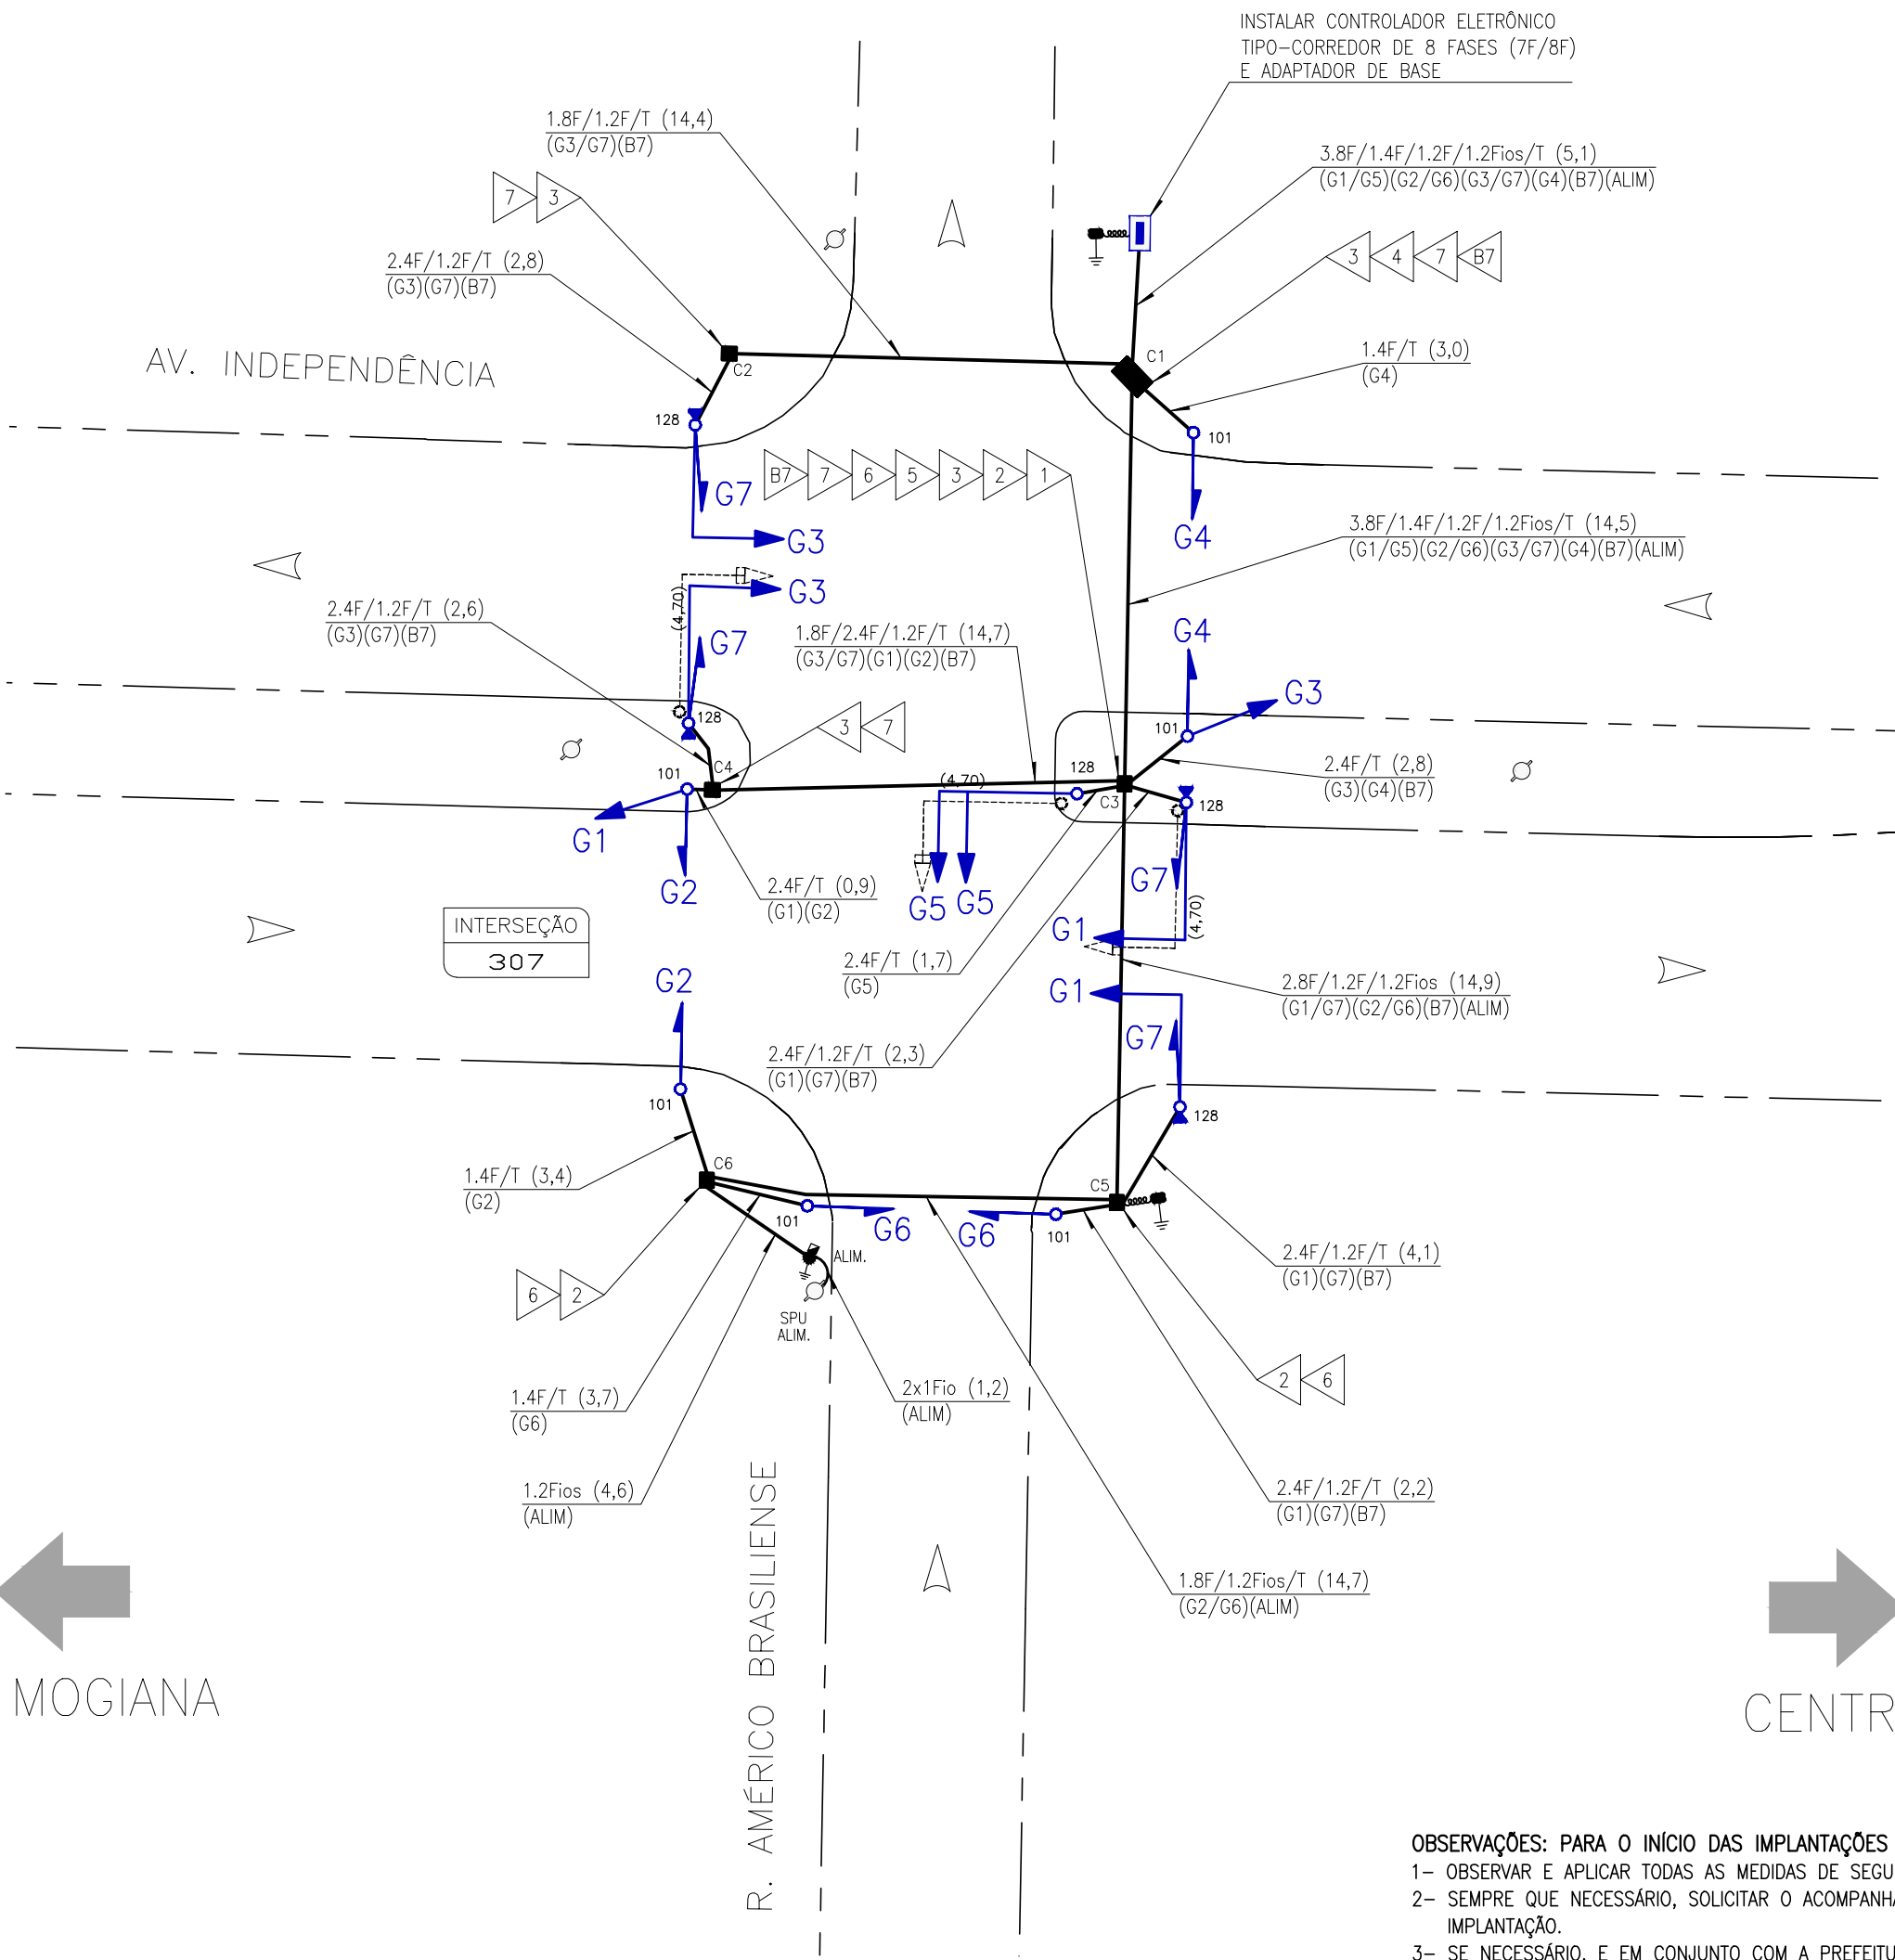 INSTALAR CONTROLADOR ELETRÔNICO
TIPO-CORREDOR DE 8 FASES (7F/8F)
E ADAPTADOR DE BASE
1.8F/1.2F/T (14,4)
(G3/G7)(B7)
3.8F/1.4F/1.2F/1.2Fios/T (5,1)
(G1/G5)(G2/G6)(G3/G7)(G4)(B7)(ALIM)
7 3
3 4 7 B7
2.4F/1.2F/T (2,8)
(G3)(G7)(B7)
AV. INDEPENDÊNCIA
C2
C1
1.4F/T (3,0)
(G4)
128
101
B7 7 6 5 3 2 1
G7
G3
G4
3.8F/1.4F/1.2F/1.2Fios/T (14,5)
(G1/G5)(G2/G6)(G3/G7)(G4)(B7)(ALIM)
G3
(4,70)
2.4F/1.2F/T (2,6)
(G3)(G7)(B7)
G7
1.8F/2.4F/1.2F/T (14,7)
(G3/G7)(G1)(G2)(B7)
G4
G3
128
3 7
101
C4
101
128
(4,70)
C3
2.4F/T (2,8)
(G3)(G4)(B7)
128
G1
G2
2.4F/T (0,9)
(G1)(G2)
G5
G5
G7
G1
(4,70)
INTERSEÇÃO
307
2.4F/T (1,7)
(G5)
G2
G1
2.8F/1.2F/1.2Fios (14,9)
(G1/G7)(G2/G6)(B7)(ALIM)
G7
2.4F/1.2F/T (2,3)
(G1)(G7)(B7)
101
128
1.4F/T (3,4)
(G2)
C6
C5
101
G6
G6
101
ALIM.
2.4F/1.2F/T (4,1)
(G1)(G7)(B7)
6 2
SPU
ALIM.
2 6
1.4F/T (3,7)
(G6)
2x1Fio (1,2)
(ALIM)
1.2Fios (4,6)
(ALIM)
2.4F/1.2F/T (2,2)
(G1)(G7)(B7)
1.8F/1.2Fios/T (14,7)
(G2/G6)(ALIM)
R. AMÉRICO BRASILIENSE
MOGIANA
CENTR
OBSERVAÇÕES: PARA O INÍCIO DAS IMPLANTAÇÕES
1- OBSERVAR E APLICAR TODAS AS MEDIDAS DE SEGU
2- SEMPRE QUE NECESSÁRIO, SOLICITAR O ACOMPANHA
IMPLANTAÇÃO.
3- SE NECESSÁRIO, E EM CONJUNTO COM A PREFEITU